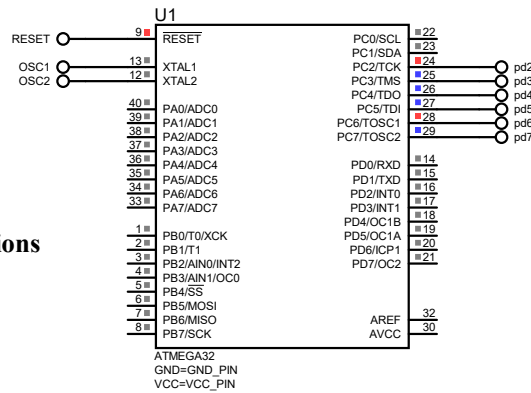 U1
RESET 9 RESET PC0/SCL 22
PC1/SDA 23
OSC1 13 XTAL1 PC2/TCK 24 pd2
OSC2 12 XTAL2 PC3/TMS 25 pd3
PC4/TDO 26 pd4
40 PA0/ADC0 PC5/TDI 27 pd5
39 PA1/ADC1 PC6/TOSC1 28 pd6
38 PA2/ADC2 PC7/TOSC2 29 pd7
37 PA3/ADC3
36 PA4/ADC4 PD0/RXD 14
35 PA5/ADC5 PD1/TXD 15
34 PA6/ADC6 PD2/INT0 16
33 PA7/ADC7 PD3/INT1 17
PD4/OC1B 18
1 PB0/T0/XCK PD5/OC1A 19
ions
2 PB1/T1 PD6/ICP1 20
3 PB2/AIN0/INT2 PD7/OC2 21
4 PB3/AIN1/OC0
5 PB4/SS
6 PB5/MOSI
7 PB6/MISO AREF 32
8 PB7/SCK AVCC 30
ATMEGA32
GND=GND_PIN
VCC=VCC_PIN